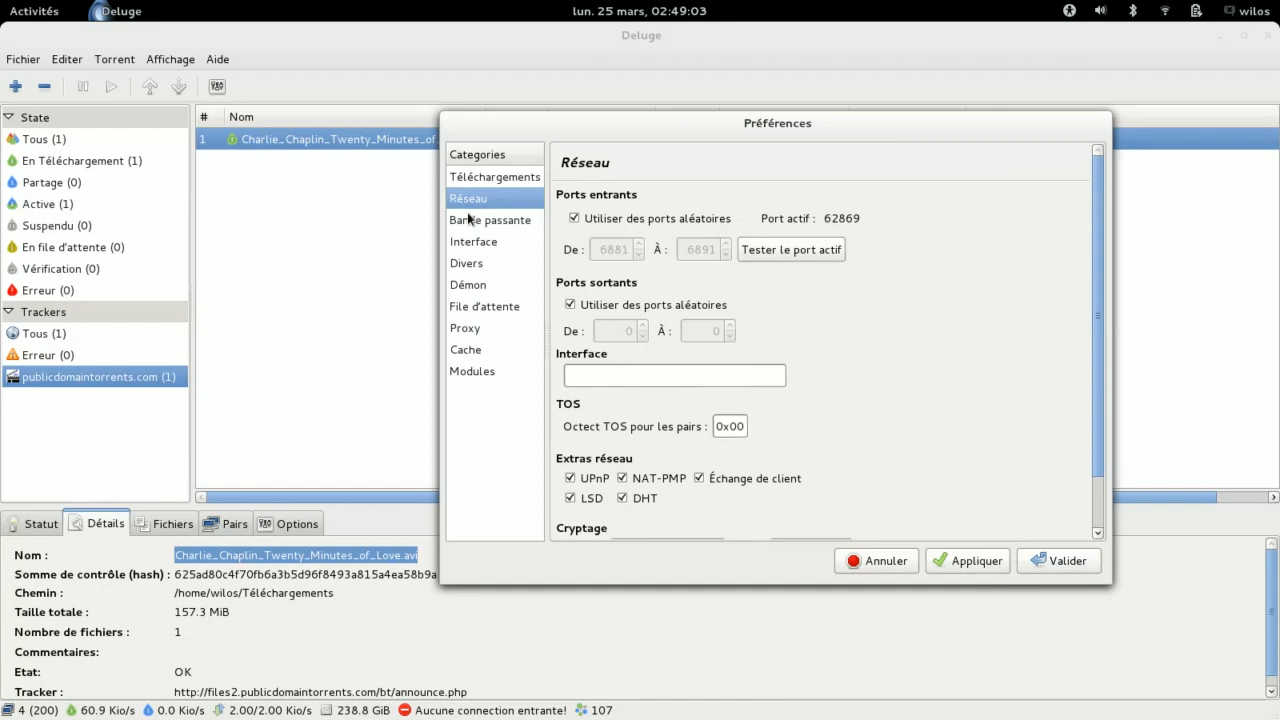 Activités Deluge lun. 25 mars, 02:49:03 wilos
Deluge
Fichier Editer Torrent Affichage Aide
State
Tous (1)
En Téléchargement (1)
Partage (0)
Active (1)
Suspendu (0)
En file d'attente (0)
Vérification (0)
Erreur (0)
Trackers
Tous (1)
Erreur (0)
publicdomaintorrents.com (1)
# Nom
1 Charlie_Chaplin_Twenty_Minutes_of
Préférences
Categories
Téléchargements
Réseau
Bande passante
Interface
Divers
Démon
File d'attente
Proxy
Cache
Modules
Réseau
Ports entrants
Utiliser des ports aléatoires Port actif : 62869
De : 6881 À : 6891 Tester le port actif
Ports sortants
Utiliser des ports aléatoires
De : 0 À : 0
Interface
TOS
Octect TOS pour les pairs : 0x00
Extras réseau
UPnP NAT-PMP Échange de client
LSD DHT
Cryptage
Annuler Appliquer Valider
Statut Détails Fichiers Pairs Options
Nom : Charlie_Chaplin_Twenty_Minutes_of_Love.avi
Somme de contrôle (hash) : 625ad80c4f70fb6a3b5d96f8493a815a4ea58b9a
Chemin : /home/wilos/Téléchargements
Taille totale : 157.3 MiB
Nombre de fichiers : 1
Commentaires:
Etat: OK
Tracker : http://files2.publicdomaintorrents.com/bt/announce.php
4 (200) 60.9 Kio/s 0.0 Kio/s 2.00/2.00 Kio/s 238.8 GiB Aucune connection entrante! 107